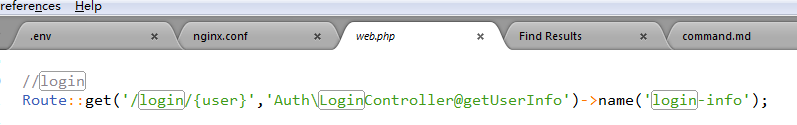 references Help
.env × nginx.conf × web.php × Find Results × command.md
//login
Route::get('/login/{user}','Auth\LoginController@getUserInfo')->name('login-info');